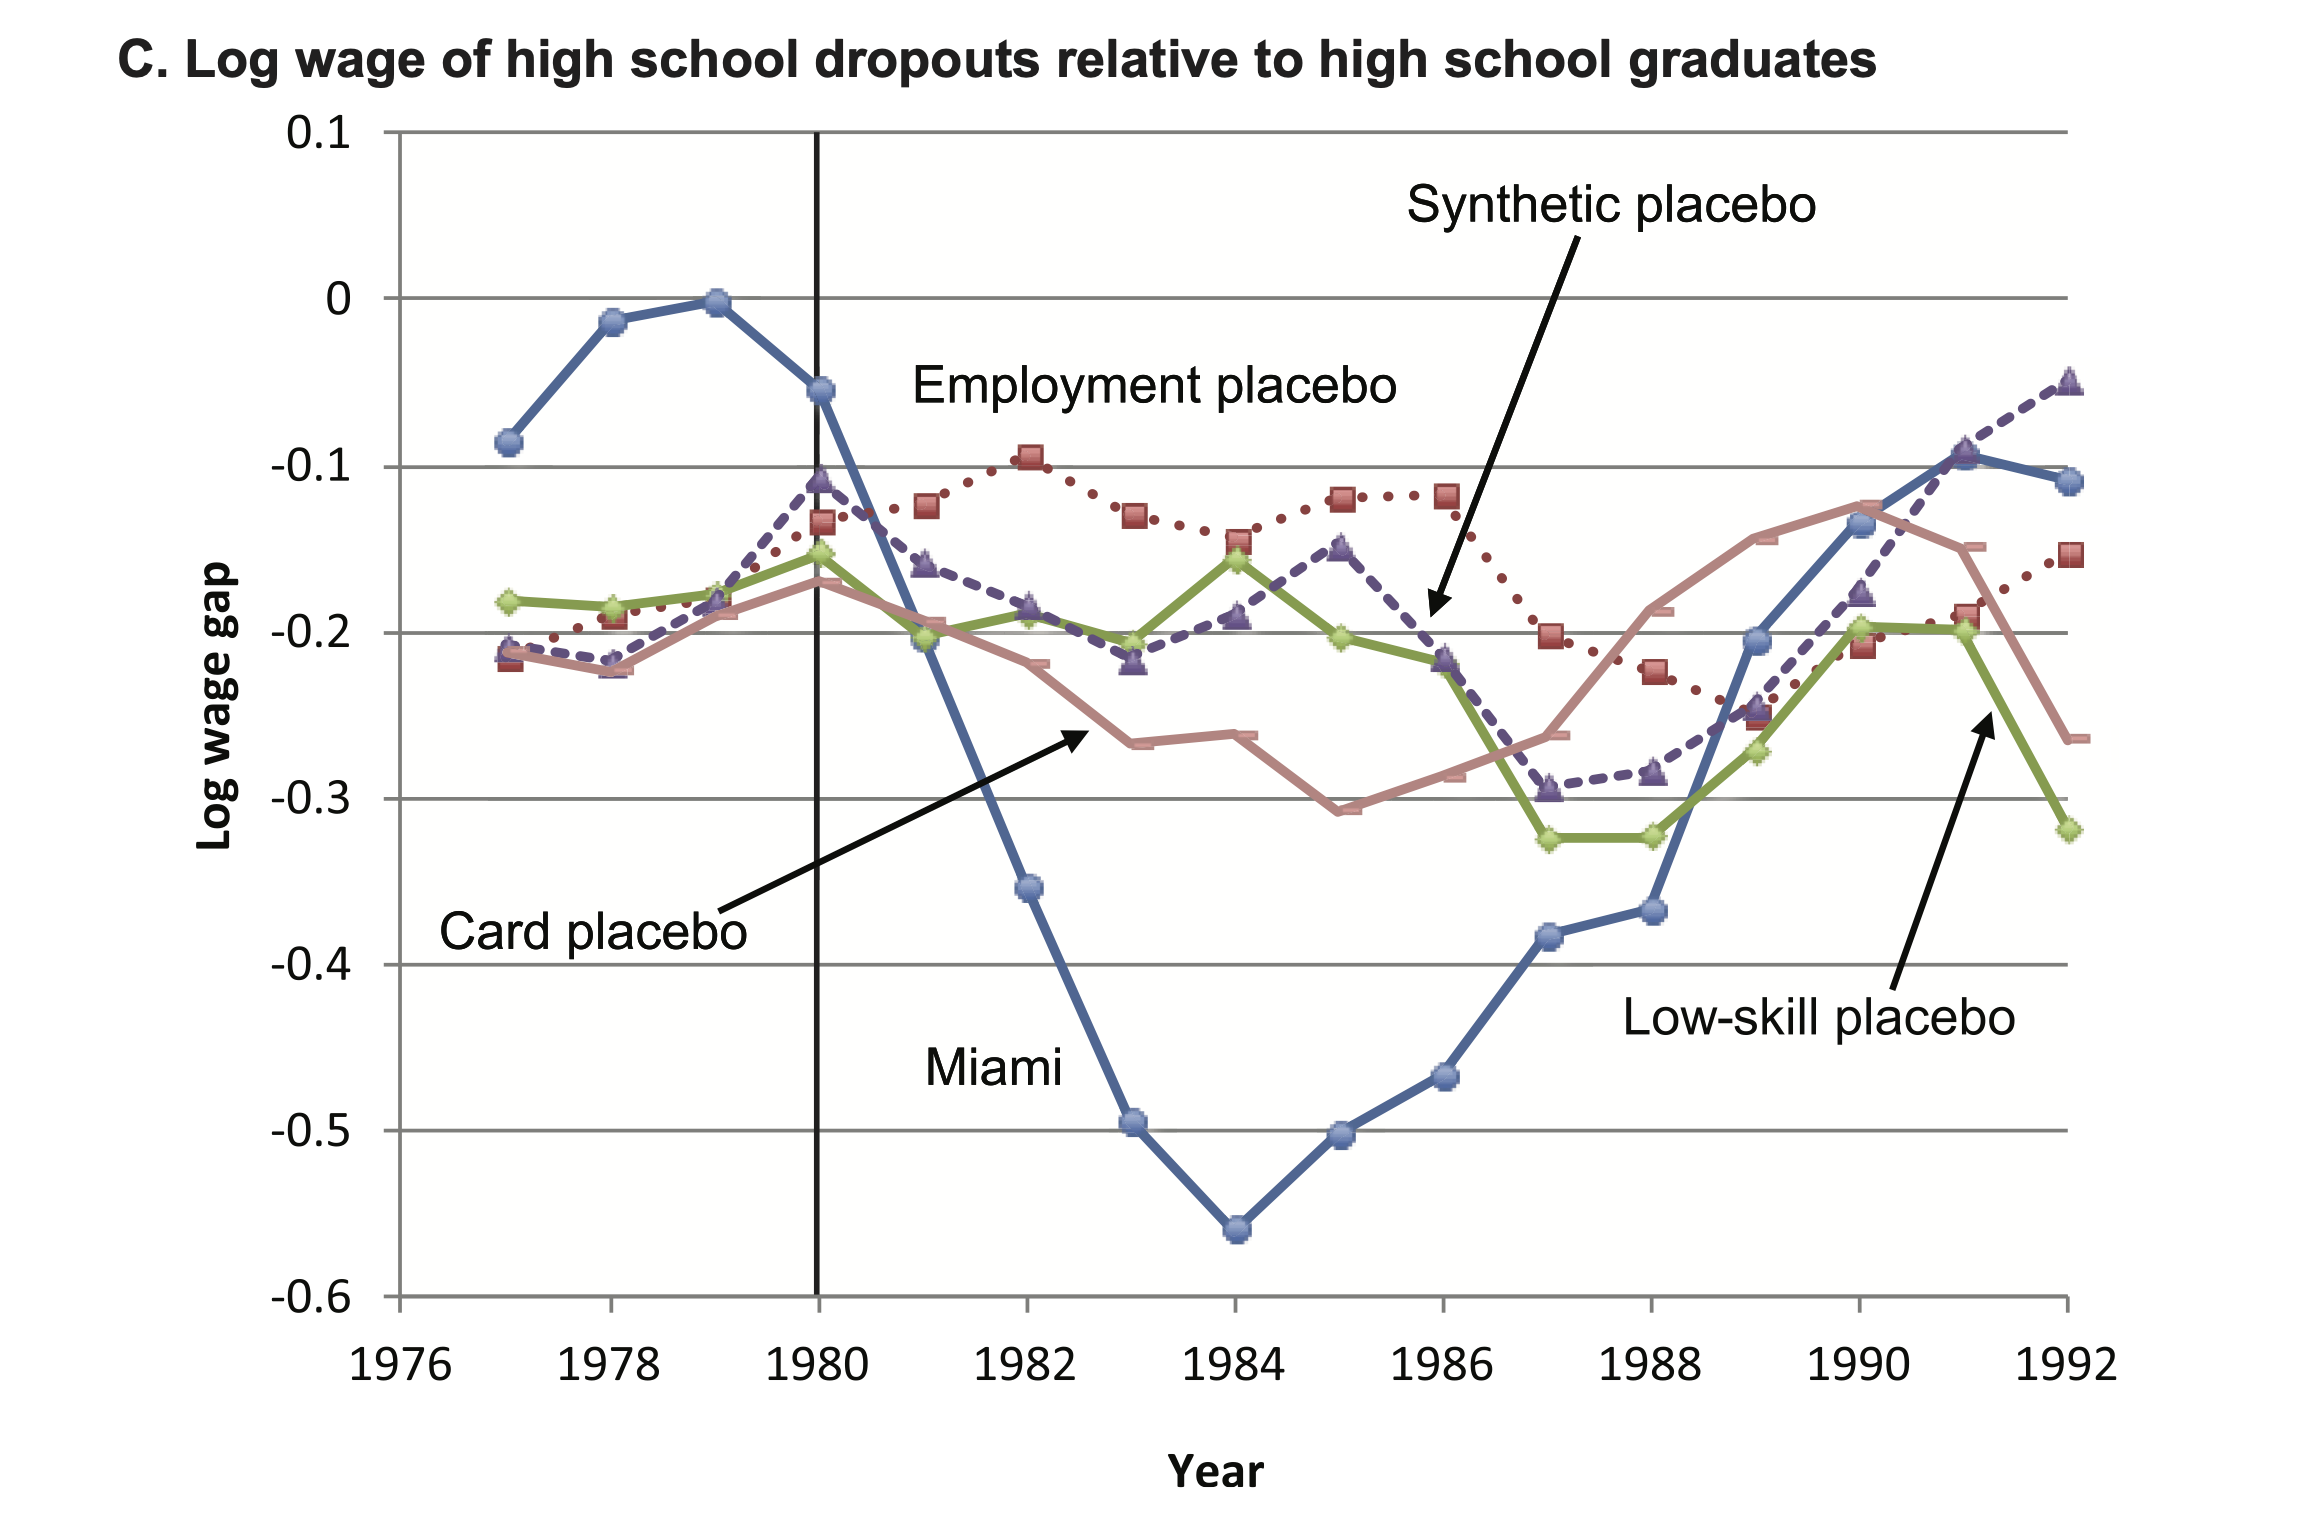 C. Log wage of high school dropouts relative to high school graduates
0.1
0
-0.1
-0.2
-0.3
-0.4
-0.5
-0.6
Log wage gap
Synthetic placebo
Employment placebo
Card placebo
Miami
Low-skill placebo
1976 1978 1980 1982 1984 1986 1988 1990 1992
Year